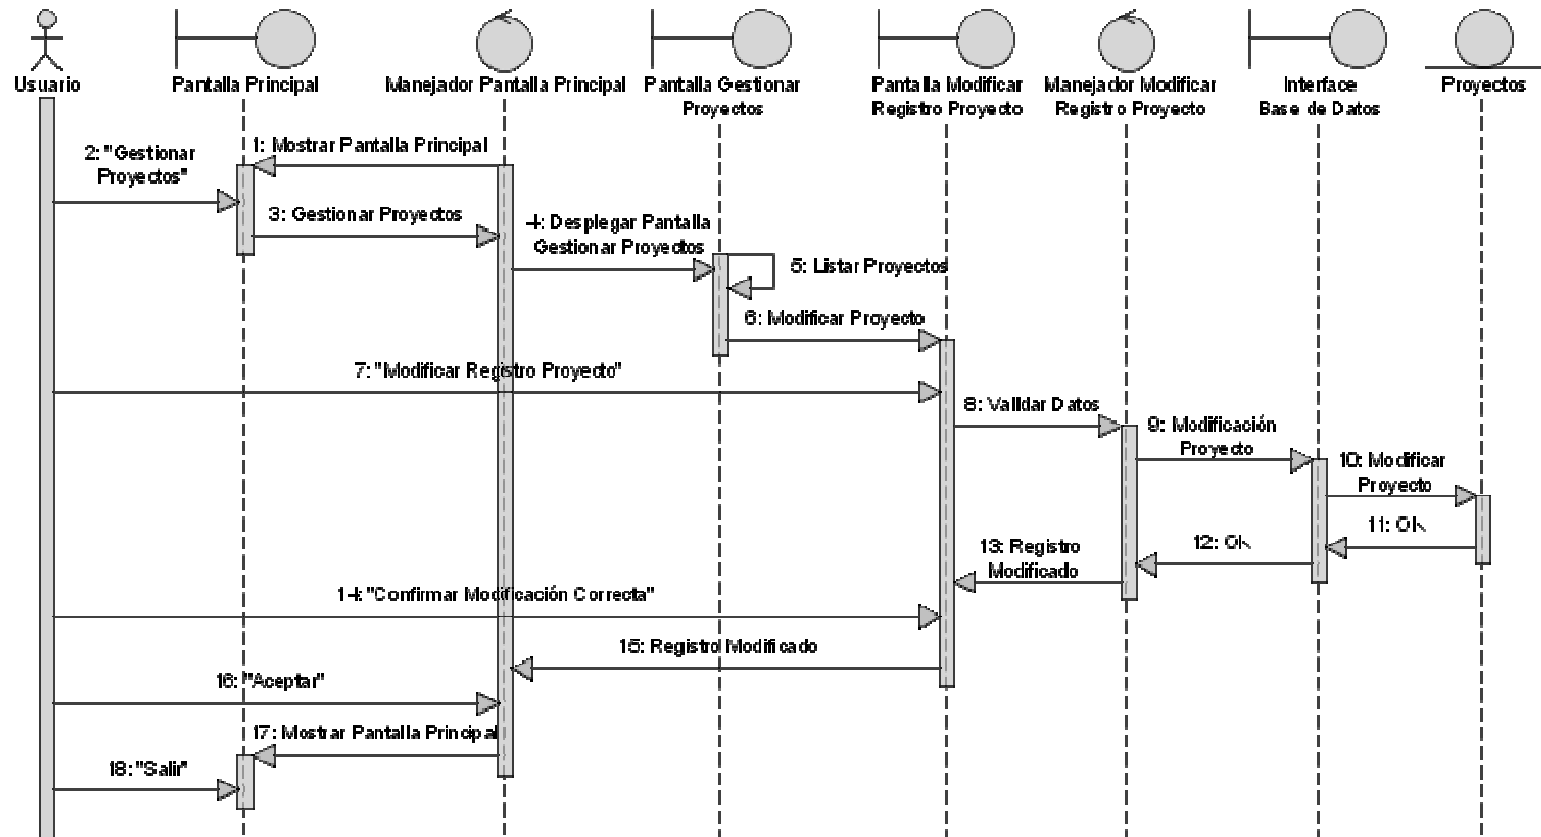 Usuario
Pantalla Principal
Manejador Pantalla Principal
Pantalla Gestionar
Proyectos
Pantalla Modificar
Registro Proyecto
Manejador Modificar
Registro Proyecto
Interface
Base de Datos
Proyectos
1: Mostrar Pantalla Principal
2: "Gestionar
Proyectos"
3: Gestionar Proyectos
4: Desplegar Pantalla
Gestionar Proyectos
5: Listar Proyectos
6: Modificar Proyecto
7: "Modificar Registro Proyecto"
8: Validar Datos
9: Modificación
Proyecto
10: Modificar
Proyecto
11: Ok
12: Ok
13: Registro
Modificado
14: "Confirmar Modificación Correcta"
15: Registro Modificado
16: "Aceptar"
17: Mostrar Pantalla Principal
18: "Salir"